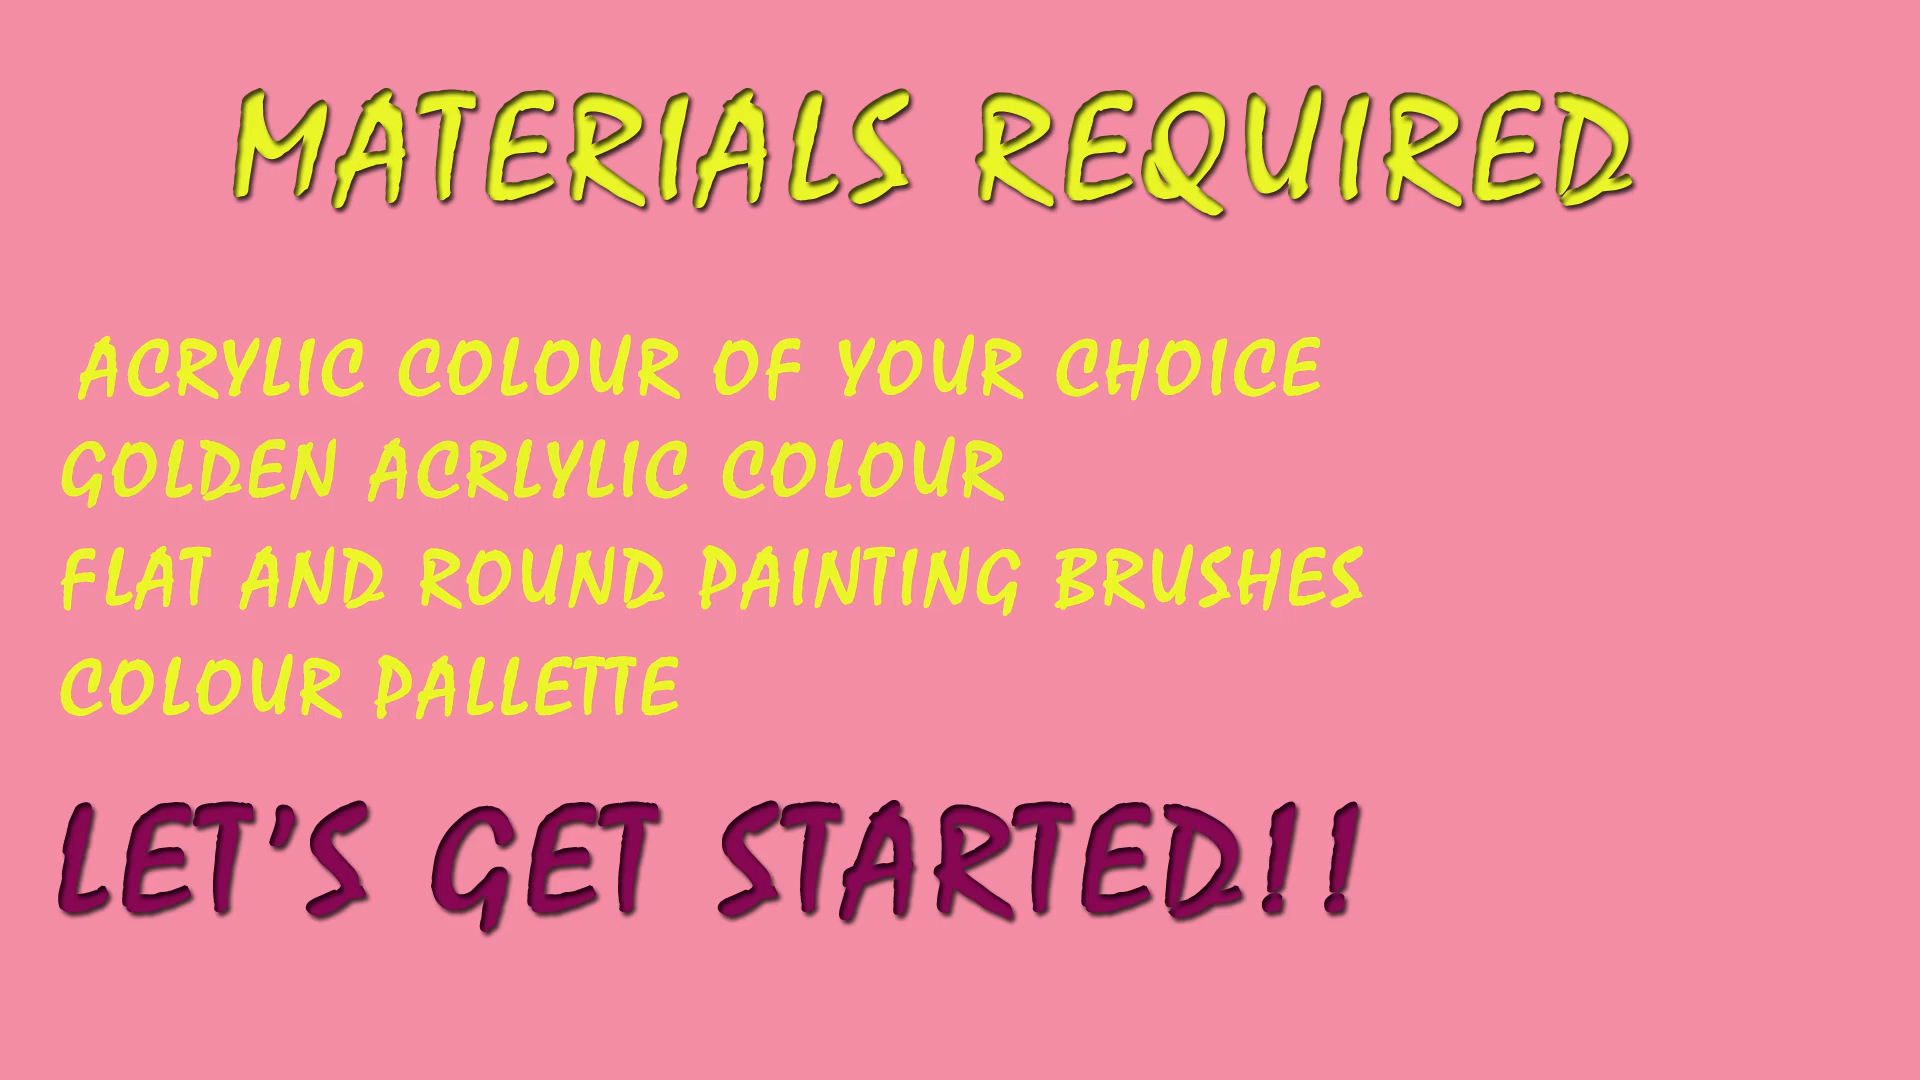 MATERIALS REQUIRED
ACRYLIC COLOUR OF YOUR CHOICE
GOLDEN ACRLYLIC COLOUR
FLAT AND ROUND PAINTING BRUSHES
COLOUR PALLETTE
LET'S GET STARTED!!